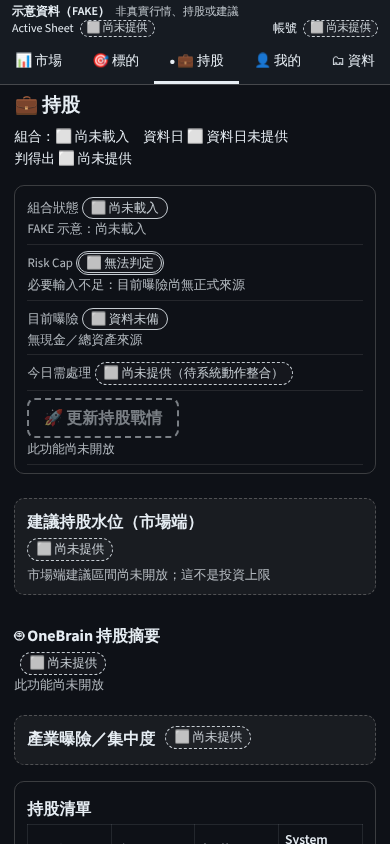 示意資料（FAKE） 非真實行情、持股或建議
Active Sheet ⬜ 尚未提供 帳號 ⬜ 尚未提供
📊 市場 🎯 標的 💼 持股 👤 我的 🗂 資料
💼 持股
組合：⬜ 尚未載入 資料日 ⬜ 資料日未提供
判得出 ⬜ 尚未提供
組合狀態 ⬜ 尚未載入
FAKE 示意：尚未載入
Risk Cap ⬜ 無法判定
必要輸入不足：目前曝險尚無正式來源
目前曝險 ⬜ 資料未備
無現金／總資產來源
今日需處理 ⬜ 尚未提供（待系統動作整合）
🚀 更新持股戰情
此功能尚未開放
建議持股水位（市場端）
⬜ 尚未提供
市場端建議區間尚未開放；這不是投資上限
OneBrain 持股摘要
⬜ 尚未提供
此功能尚未開放
產業曝險／集中度 ⬜ 尚未提供
持股清單
System